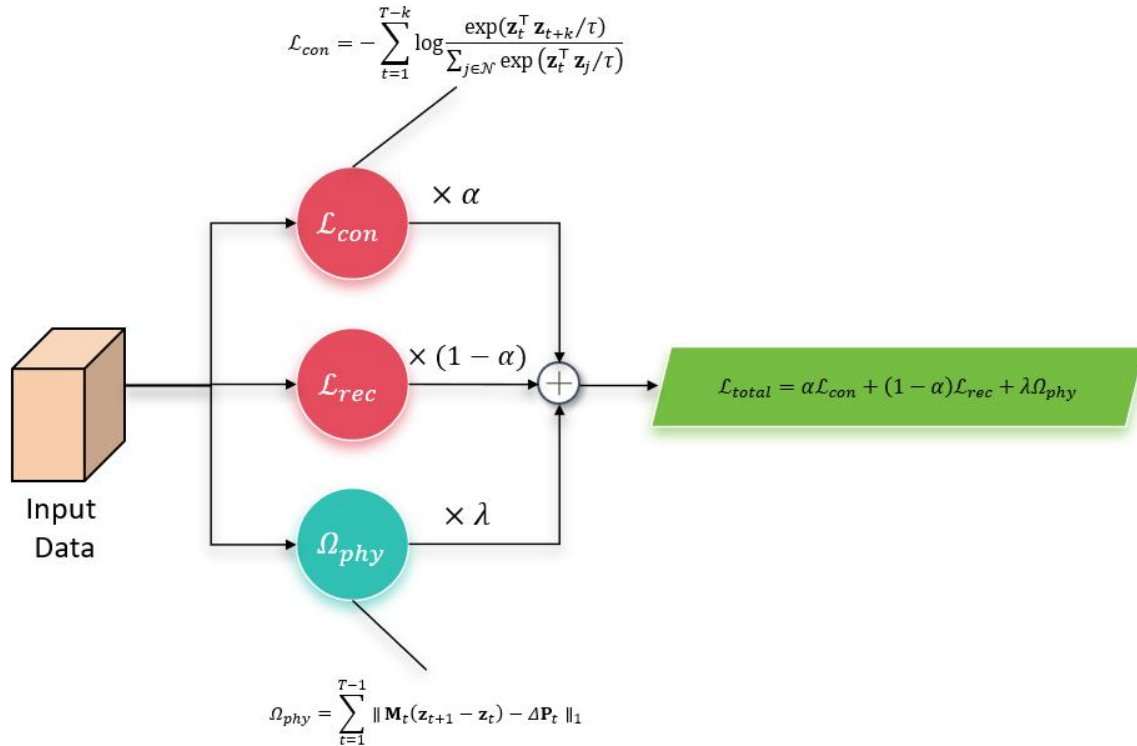 ℒ_con = − ∑_{t=1}^{T−k} log exp(𝐳_t^⊤ 𝐳_{t+k}/τ) / ∑_{j∈𝒩} exp (𝐳_t^⊤ 𝐳_j/τ)
× α
ℒ_con
× (1 − α)
ℒ_rec
+
ℒ_total = αℒ_con + (1 − α)ℒ_rec + λΩ_phy
Input
Data
× λ
Ω_phy
Ω_phy = ∑_{t=1}^{T−1} ∥ 𝐌_t(𝐳_{t+1} − 𝐳_t) − Δ𝐏_t ∥_1